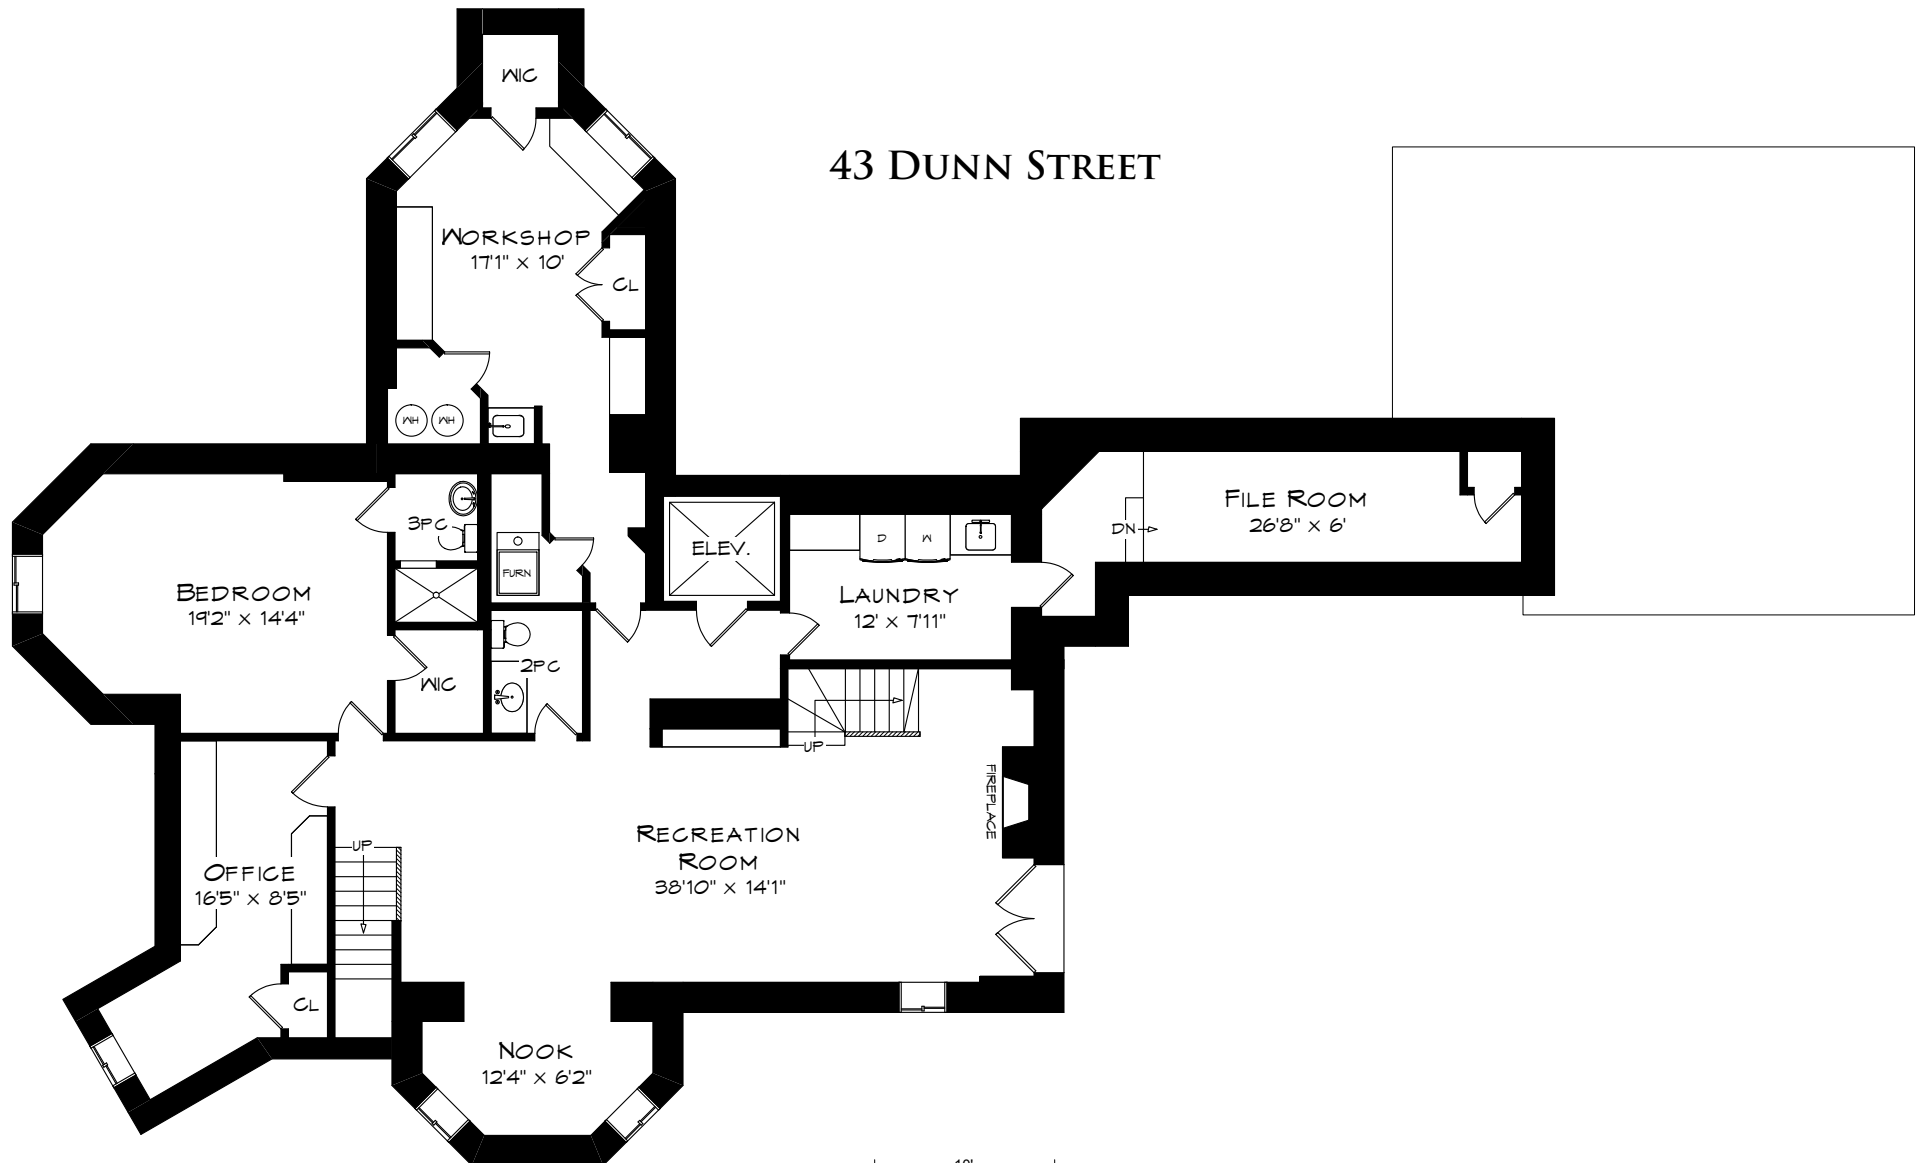 WIC
43 DUNN STREET
WORKSHOP
17'1" x 10'
CL
WH WH
3PC
FURN
ELEV.
D W
FILE ROOM
26'8" x 6'
DN
BEDROOM
19'2" x 14'4"
LAUNDRY
12' x 7'11"
WIC
2PC
UP
FIREPLACE
RECREATION
ROOM
38'10" x 14'1"
UP
OFFICE
16'5" x 8'5"
CL
NOOK
12'4" x 6'2"